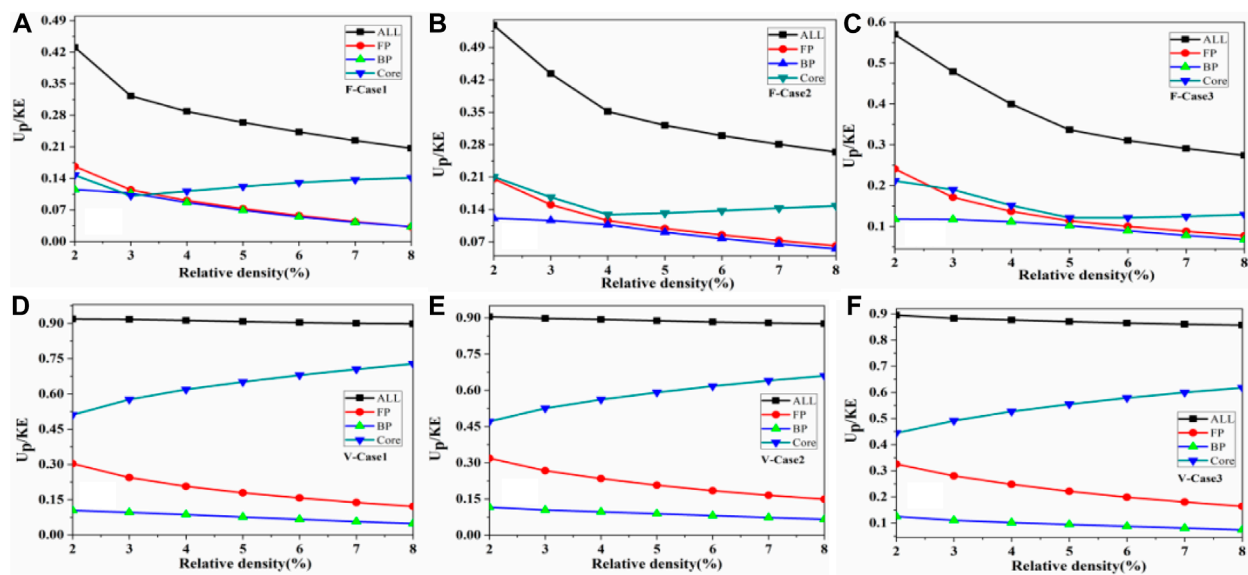 A
0.49
0.42
0.35
0.28
0.21
0.14
0.07
0.00
Up/KE
ALL
FP
BP
Core
F-Case1
2 3 4 5 6 7 8
Relative density(%)
B
0.49
0.42
0.35
0.28
0.21
0.14
0.07
Up/KE
ALL
FP
BP
Core
F-Case2
2 3 4 5 6 7 8
Relative density(%)
C
0.6
0.5
0.4
0.3
0.2
0.1
Up/KE
ALL
FP
BP
Core
F-Case3
2 3 4 5 6 7 8
Relative density(%)
D
0.90
0.75
0.60
0.45
0.30
0.15
0.00
Up/KE
ALL
FP
BP
Core
V-Case1
2 3 4 5 6 7 8
Relative density(%)
E
0.90
0.75
0.60
0.45
0.30
0.15
0.00
Up/KE
ALL
FP
BP
Core
V-Case2
2 3 4 5 6 7 8
Relative density(%)
F
0.9
0.8
0.7
0.6
0.5
0.4
0.3
0.2
0.1
Up/KE
ALL
FP
BP
Core
V-Case3
2 3 4 5 6 7 8
Relative density(%)